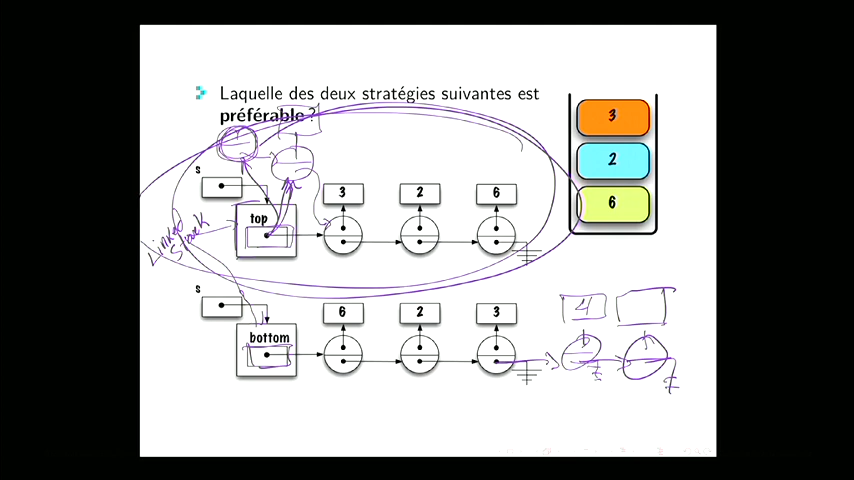 Laquelle des deux stratégies suivantes est
préférable ?
3
2
6
s
3 2 6
top
Linked
Stack
s
6 2 3
4
bottom